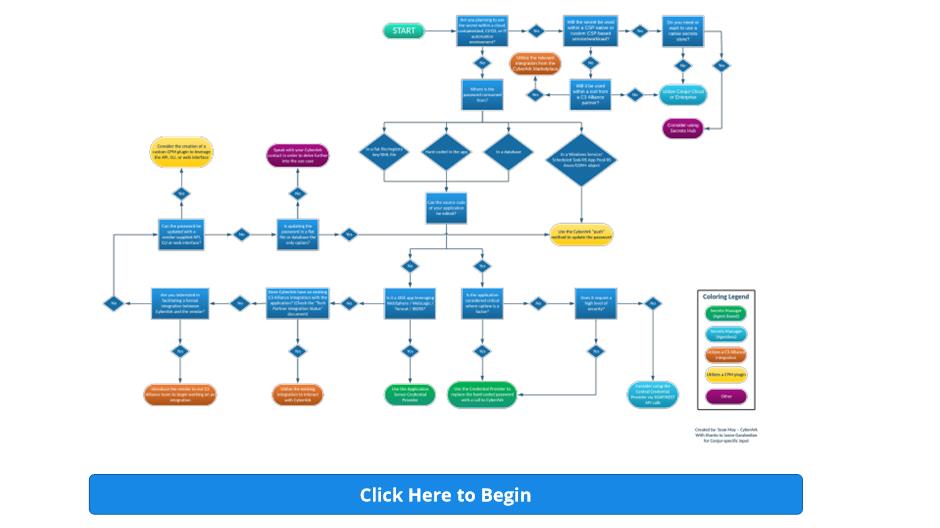 START
Are you planning to use
the secret within a cloud
containerized, CI/CD, or IT
automation
environment?
No
Will the secret be used
within a CSP-native or
custom CSP-based
service/workload?
Yes
Do you need or
want to use a
native secrets
store?
No
No
No
Yes
Utilize the relevant
integration from the
CyberArk Marketplace
Where is the
password consumed
from?
Yes
Will it be used
within a tool from
a C3 Alliance
partner?
No
Utilize Conjur Cloud
or Enterprise
Consider using
Secrets Hub
Consider the creation of a
custom CPM plugin to leverage
the API, CLI, or web interface
Speak with your CyberArk
contact in order to delve further
into the use case
In a flat file/registry
key/XML file
Hard coded in the app
In a database
In a Windows Service/
Scheduled Task/IIS App Pool/IIS
Anon/COM+ object
Yes
No
Can the source code
of your application
be edited?
Can the password be
updated with a
vendor supplied API,
CLI or web interface?
No
Is updating the
password in a flat
file or database the
only option?
Yes
Use the CyberArk "push"
method to update the password
No
Yes
No
Are you interested in
facilitating a formal
integration between
CyberArk and the vendor?
No
Does CyberArk have an existing
C3 Alliance integration with the
application? (Check the "Tech
Partner Integration Status"
document)
No
Is it a J2EE app leveraging
WebSphere / WebLogic /
Tomcat / JBOSS?
Is the application
considered critical
where uptime is a
factor?
No
Does it require a
high level of
security?
No
Yes
Yes
Yes
Yes
Yes
Introduce the vendor to our C3
Alliance team to begin working on an
integration
Utilize the existing
integration to interact
with CyberArk
Use the Application
Server Credential
Provider
Use the Credential Provider to
replace the hard coded password
with a call to CyberArk
Consider using the
Central Credential
Provider via SOAP/REST
API calls
Coloring Legend
Secrets Manager
(Agent Based)
Secrets Manager
(Agentless)
Utilizes a C3 Alliance
Integration
Utilizes a CPM plugin
Other
Created by: Team May – CyberArk
for Conjur-specific input
Click Here to Begin